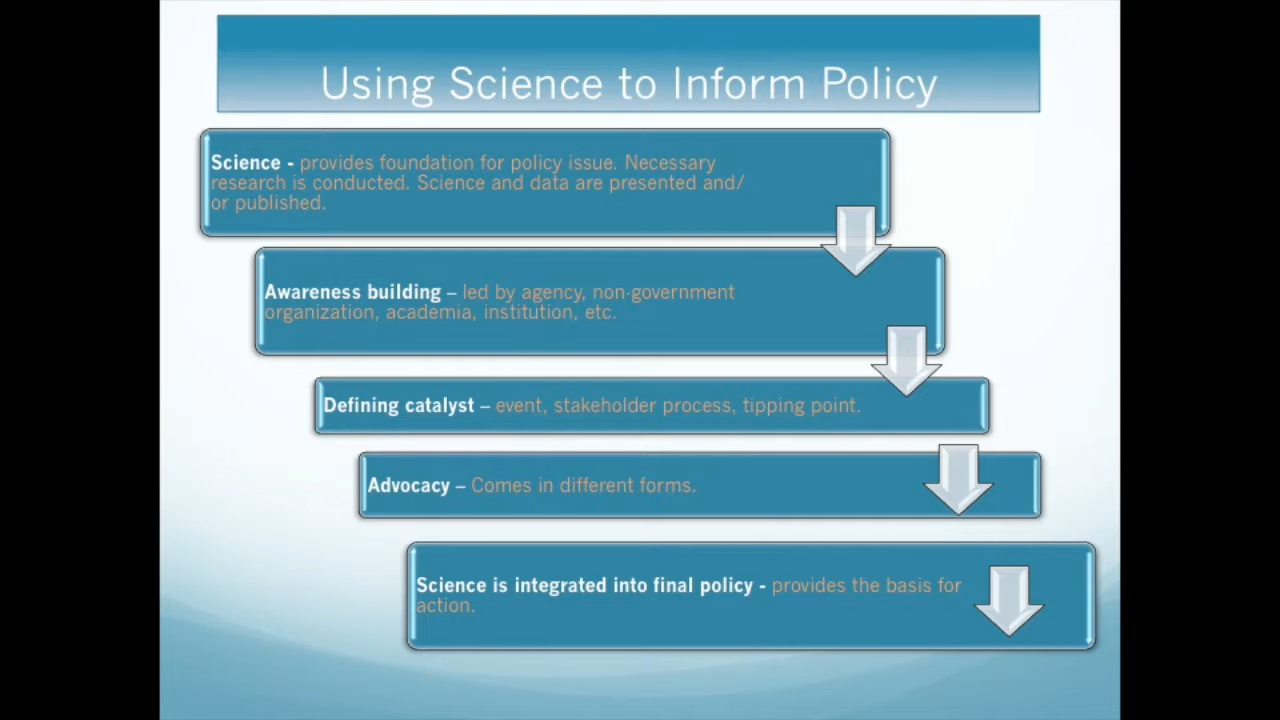 Using Science to Inform Policy
Science - provides foundation for policy issue. Necessary
research is conducted. Science and data are presented and/
or published.
Awareness building – led by agency, non-government
organization, academia, institution, etc.
Defining catalyst – event, stakeholder process, tipping point.
Advocacy – Comes in different forms.
Science is integrated into final policy - provides the basis for
action.